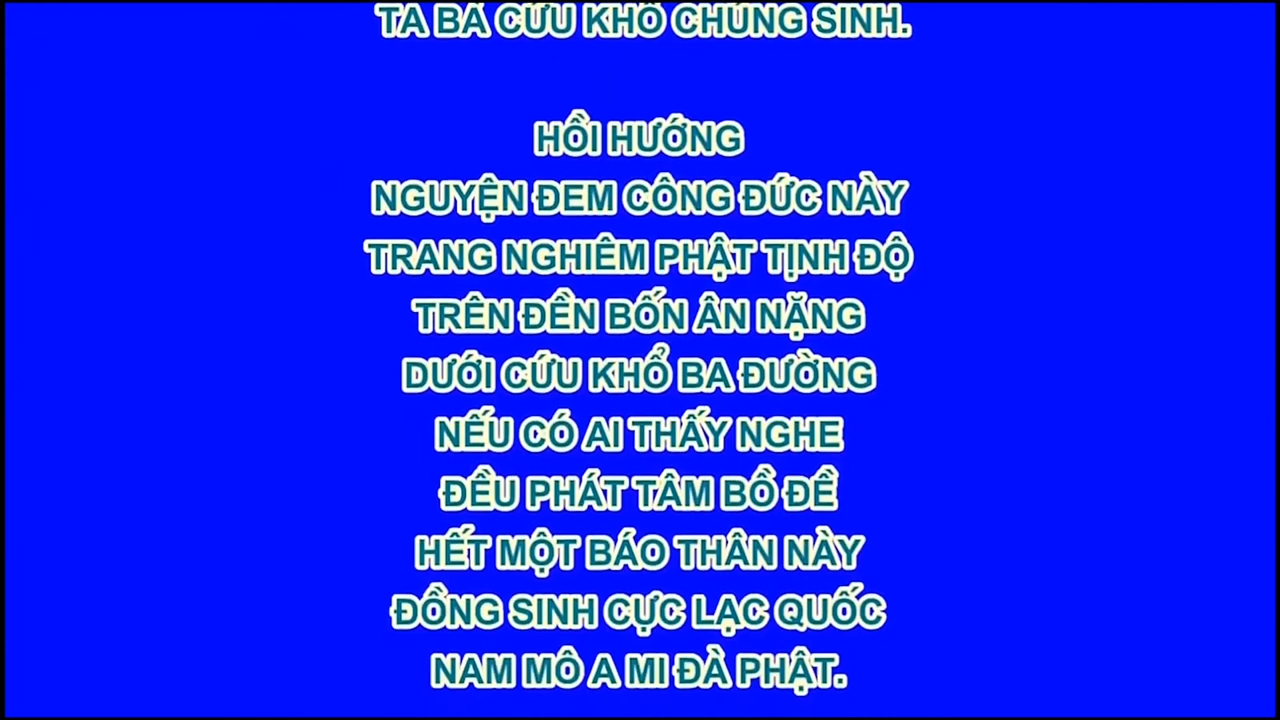 TA BÀ CỨU KHỔ CHÚNG SINH.
HỒI HƯỚNG
NGUYỆN ĐEM CÔNG ĐỨC NÀY
TRANG NGHIÊM PHẬT TỊNH ĐỘ
TRÊN ĐỀN BỐN ÂN NẶNG
DƯỚI CỨU KHỔ BA ĐƯỜNG
NẾU CÓ AI THẤY NGHE
ĐỀU PHÁT TÂM BỒ ĐỀ
HẾT MỘT BÁO THÂN NÀY
ĐỒNG SINH CỰC LẠC QUỐC
NAM MÔ A MI ĐÀ PHẬT.